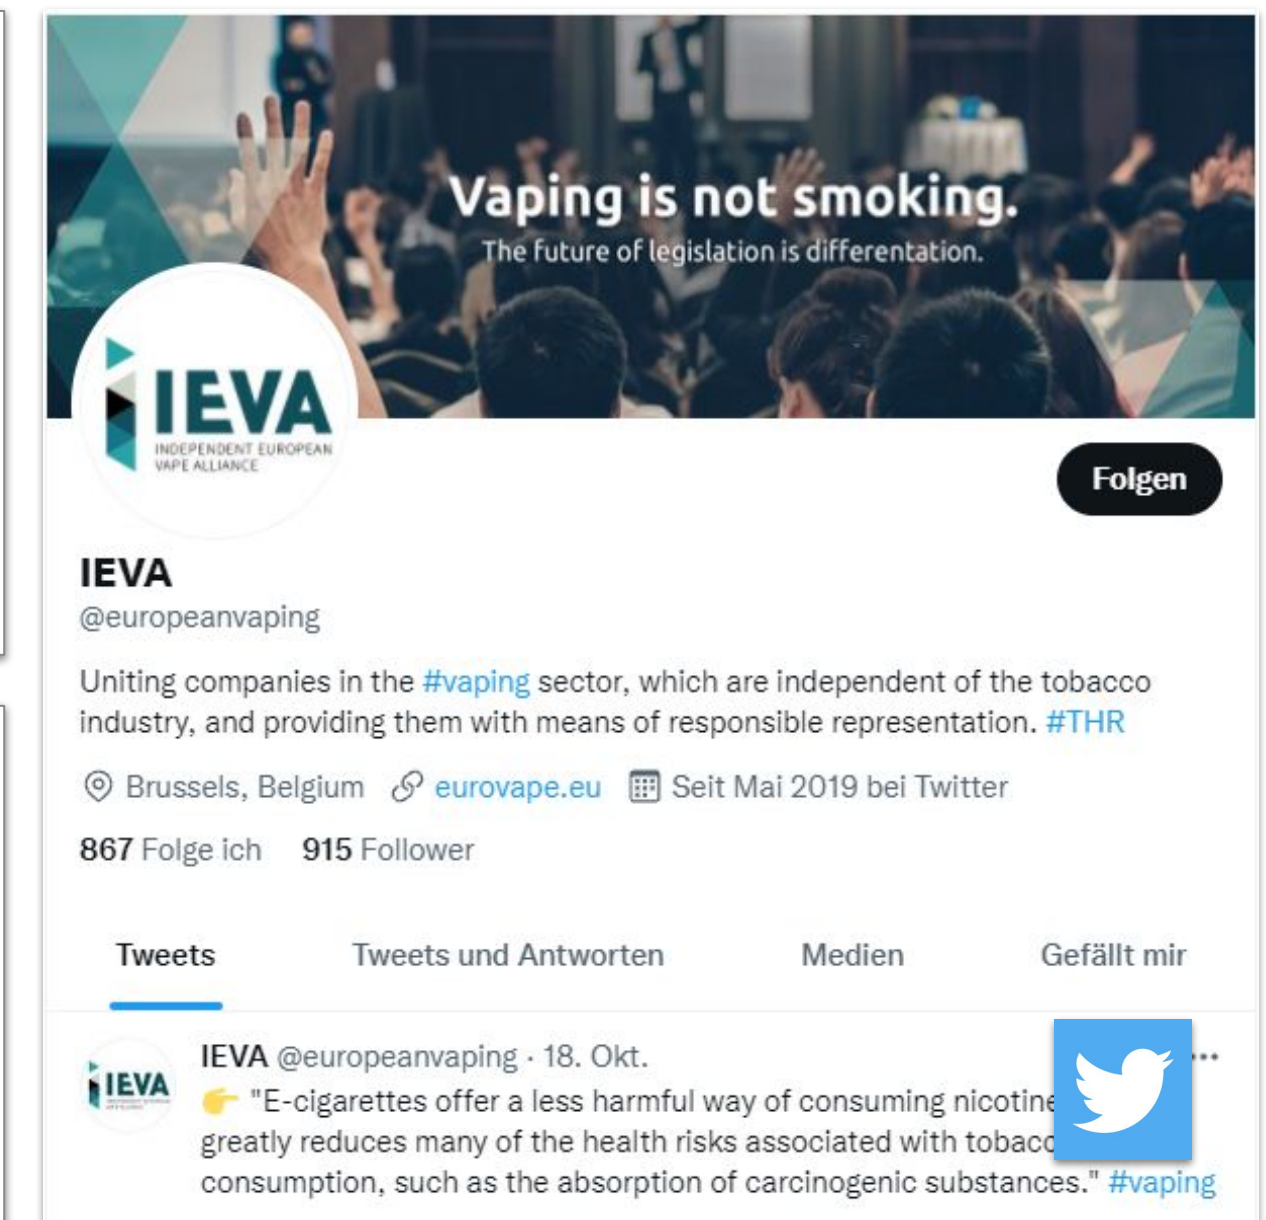 Vaping is not smoking.
The future of legislation is differentation.
IEVA
INDEPENDENT EUROPEAN
VAPE ALLIANCE
Folgen
IEVA
@europeanvaping
Uniting companies in the #vaping sector, which are independent of the tobacco
industry, and providing them with means of responsible representation. #THR
Brussels, Belgium eurovape.eu Seit Mai 2019 bei Twitter
867 Folge ich 915 Follower
Tweets Tweets und Antworten Medien Gefällt mir
IEVA
IEVA @europeanvaping · 18. Okt.
👉 "E-cigarettes offer a less harmful way of consuming nicotine
greatly reduces many of the health risks associated with
consumption, such as the absorption of carcinogenic substances." #vaping